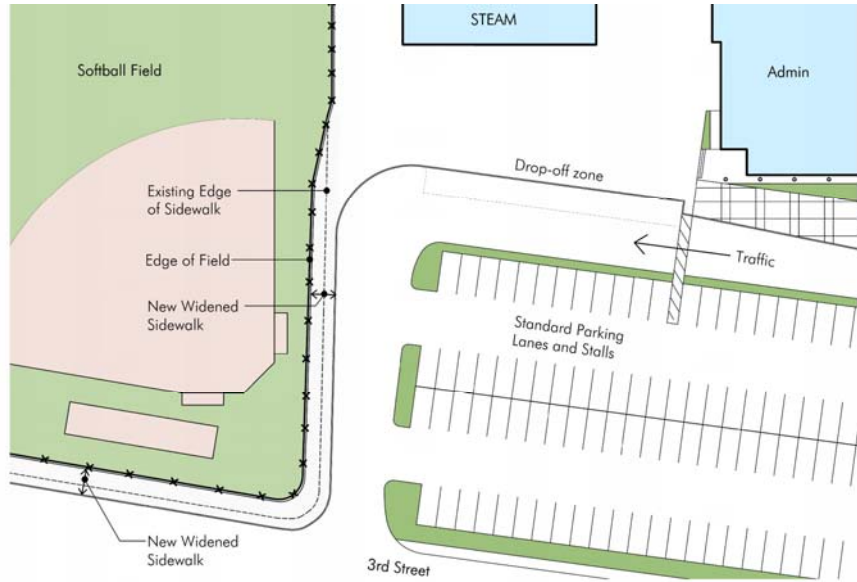 STEAM
Softball Field
Admin
Drop-off zone
Existing Edge
of Sidewalk
Edge of Field
Traffic
New Widened
Sidewalk
Standard Parking
Lanes and Stalls
New Widened
Sidewalk
3rd Street